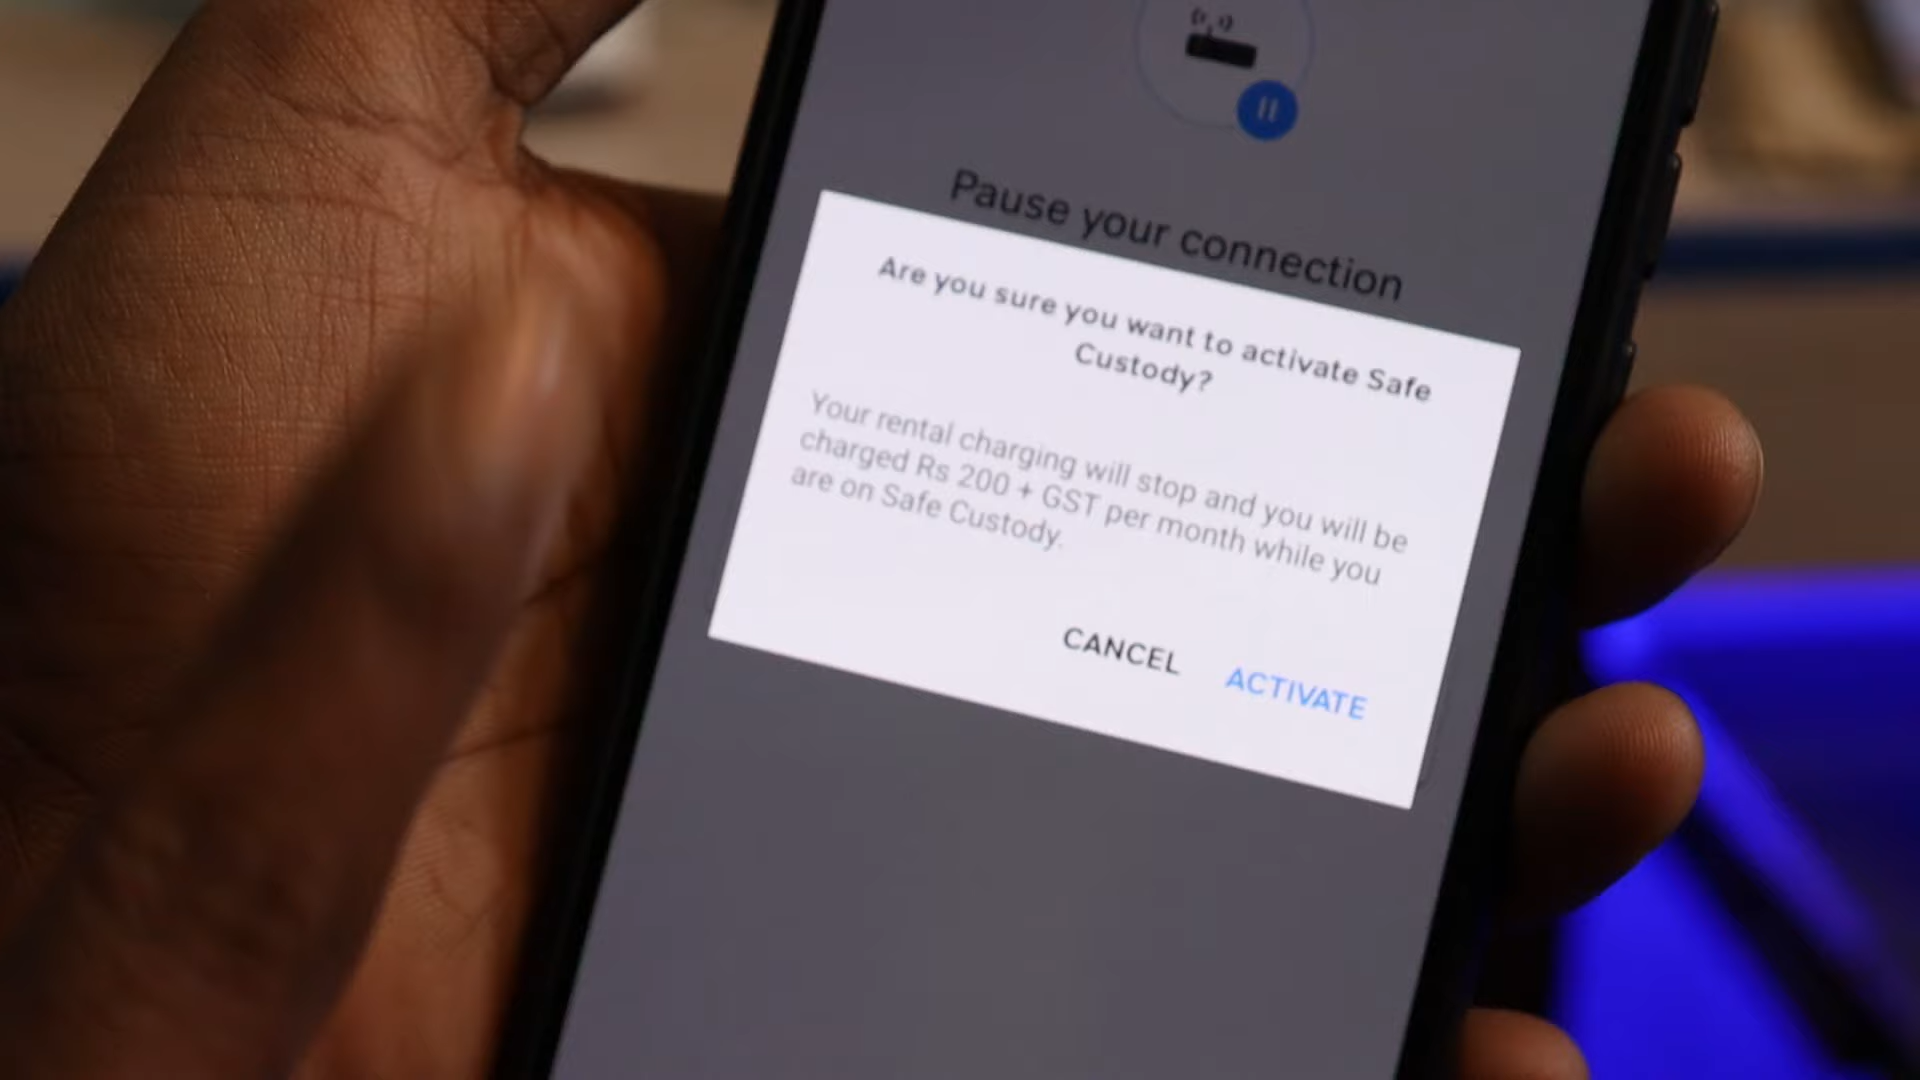 Pause your connection
Are you sure you want to activate Safe
Custody?
Your rental charging will stop and you will be
charged Rs 200 + GST per month while you
are on Safe Custody.
CANCEL
ACTIVATE